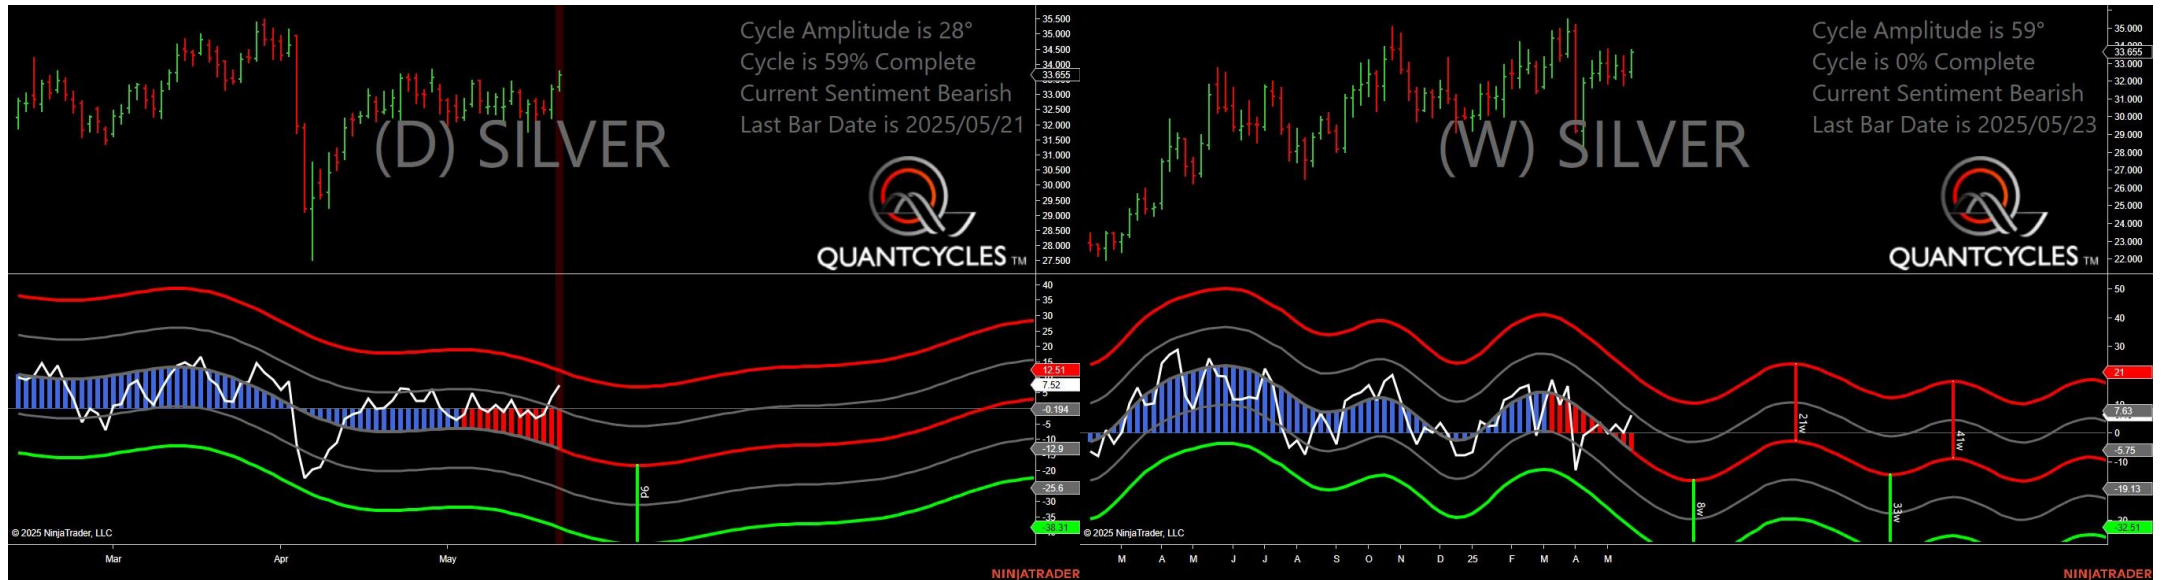 Cycle Amplitude is 28°
Cycle is 59% Complete
Current Sentiment Bearish
Last Bar Date is 2025/05/21
(D) SILVER
QUANTCYCLES TM
35.500
35.000
34.500
34.000
33.655
33.000
32.500
32.000
31.500
31.000
30.500
30.000
29.500
29.000
28.500
28.000
27.500
40
35
30
25
20
15
12.51
7.52
5
-0.194
-5
-10
-12.9
-20
-25.6
-30
-35
-38.31
9d
© 2025 NinjaTrader, LLC
Mar
Apr
May
NINJATRADER
Cycle Amplitude is 59°
Cycle is 0% Complete
Current Sentiment Bearish
Last Bar Date is 2025/05/23
(W) SILVER
QUANTCYCLES TM
35.000
33.655
33.000
32.000
31.000
30.000
29.000
28.000
27.000
26.000
25.000
24.000
23.000
22.000
50
40
30
21
10
7.63
0
-5.75
-10
-19.13
-32.51
21w
41w
8w
33w
© 2025 NinjaTrader, LLC
M A M J J A S O N D 25 F M A M
NINJATRADER